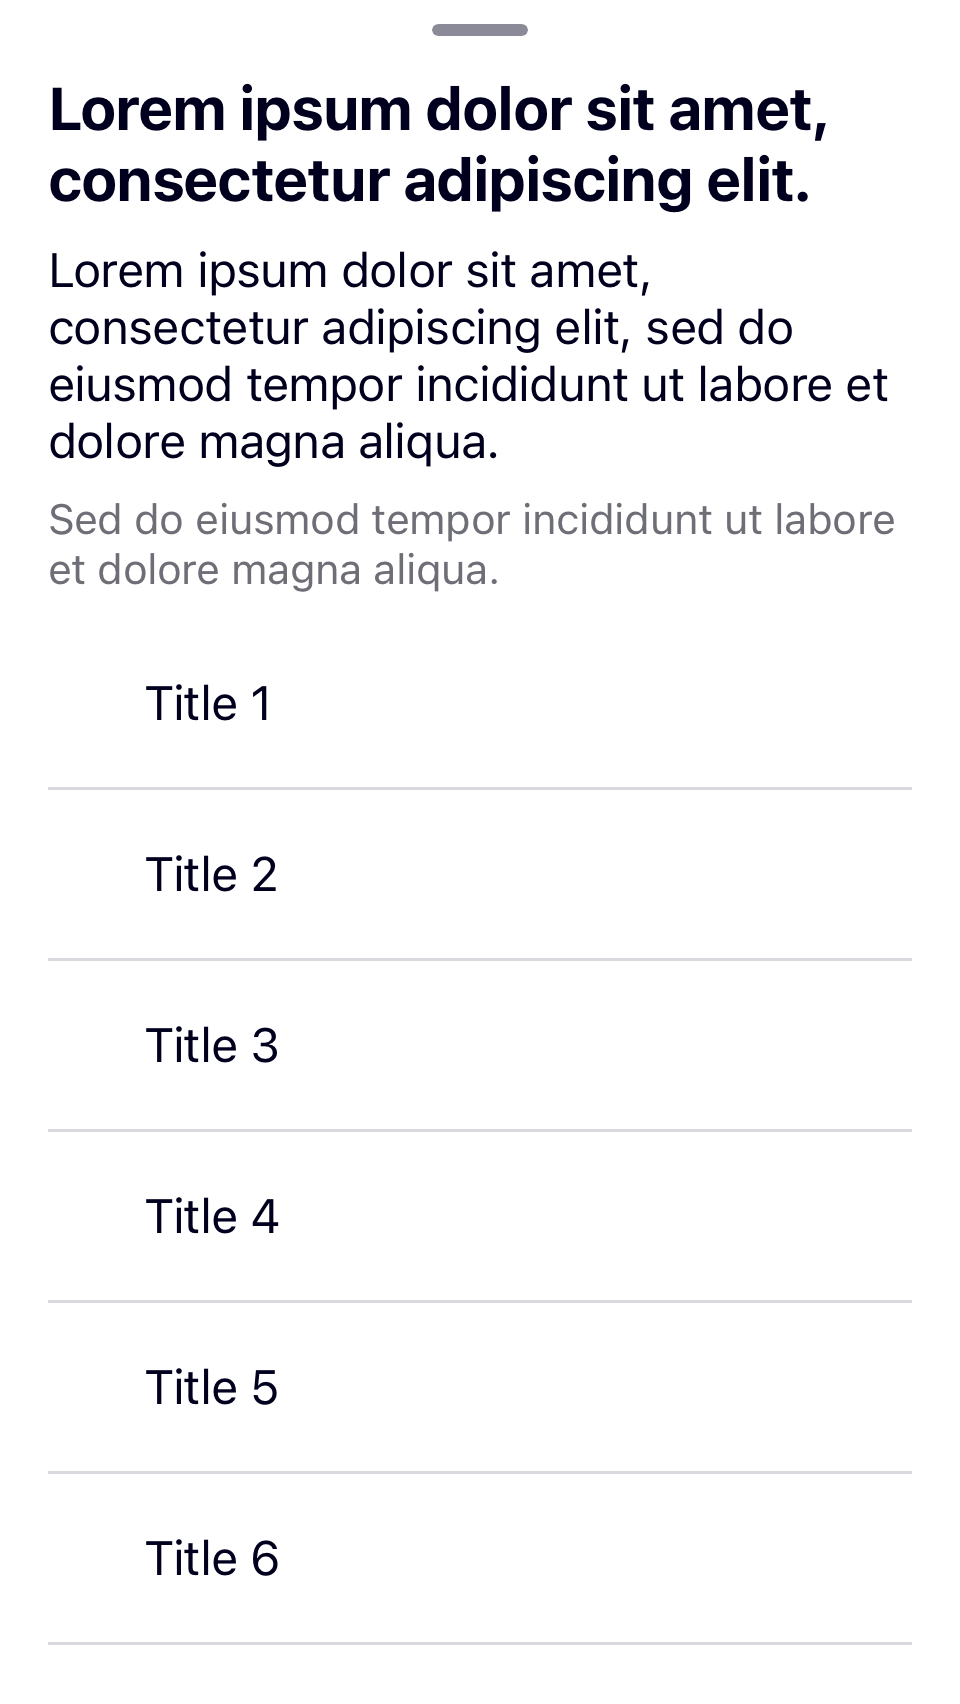 Lorem ipsum dolor sit amet,
consectetur adipiscing elit.
Lorem ipsum dolor sit amet,
consectetur adipiscing elit, sed do
eiusmod tempor incididunt ut labore et
dolore magna aliqua.
Sed do eiusmod tempor incididunt ut labore
et dolore magna aliqua.
Title 1
Title 2
Title 3
Title 4
Title 5
Title 6